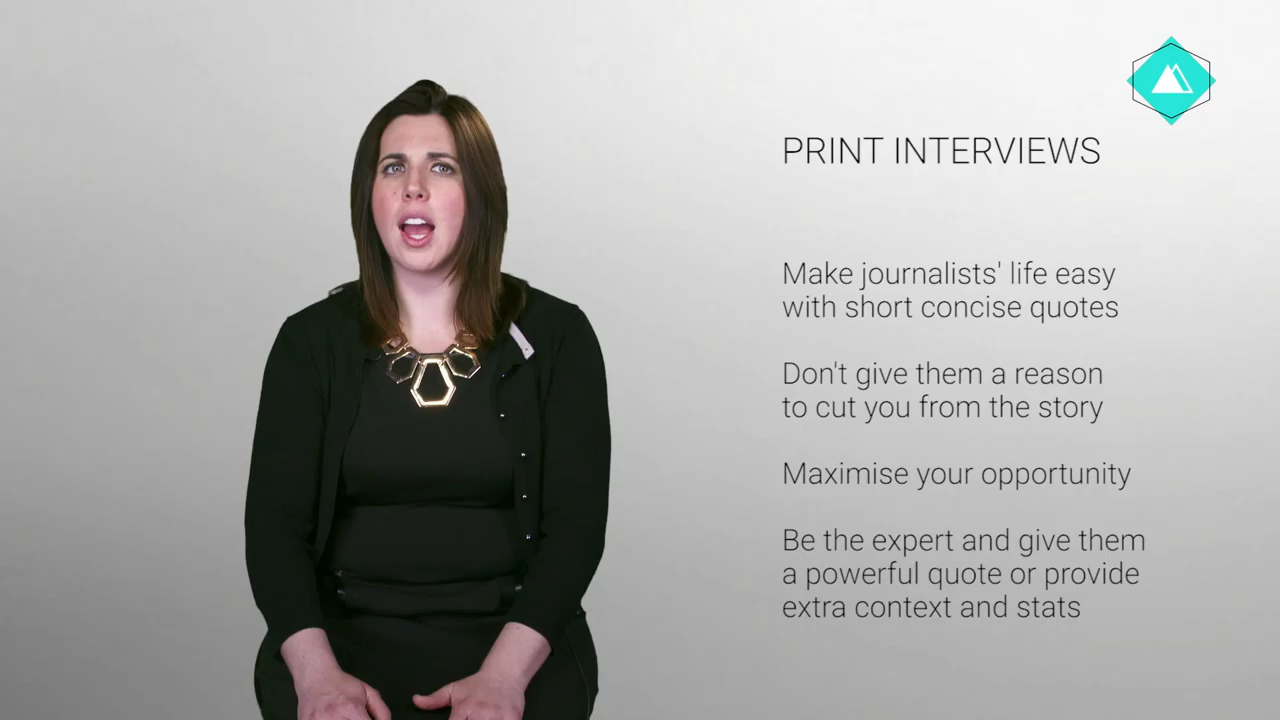 PRINT INTERVIEWS
Make journalists' life easy
with short concise quotes
Don't give them a reason
to cut you from the story
Maximise your opportunity
Be the expert and give them
a powerful quote or provide
extra context and stats